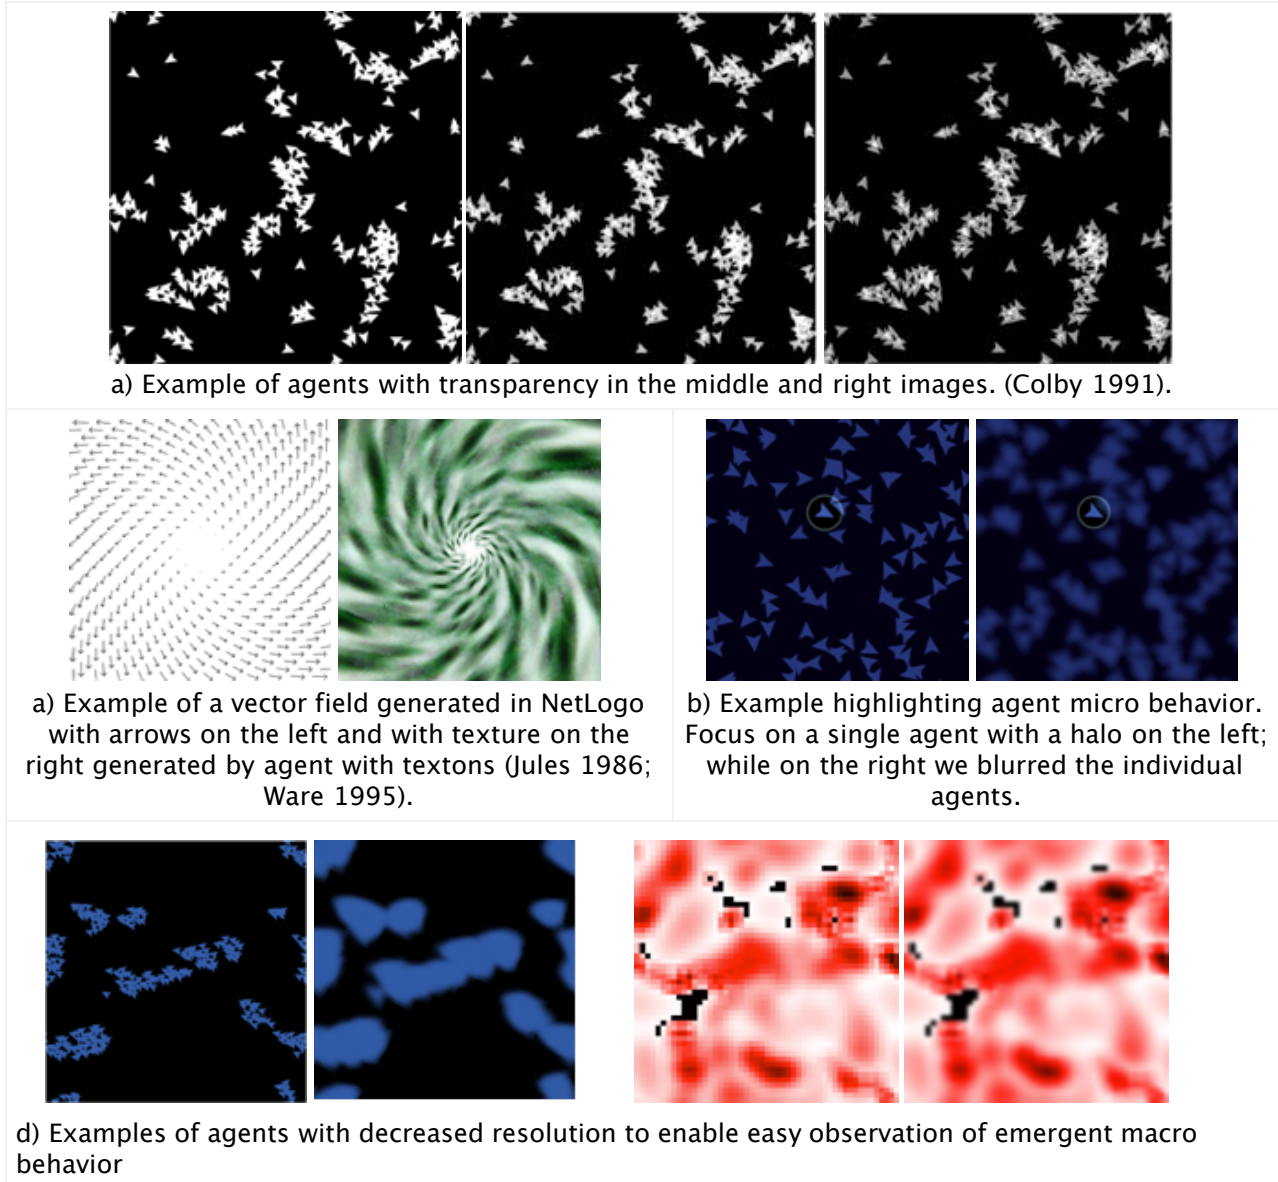 a) Example of agents with transparency in the middle and right images. (Colby 1991).
a) Example of a vector field generated in NetLogo
with arrows on the left and with texture on the
right generated by agent with textons (Jules 1986;
Ware 1995).
b) Example highlighting agent micro behavior.
Focus on a single agent with a halo on the left;
while on the right we blurred the individual
agents.
d) Examples of agents with decreased resolution to enable easy observation of emergent macro
behavior